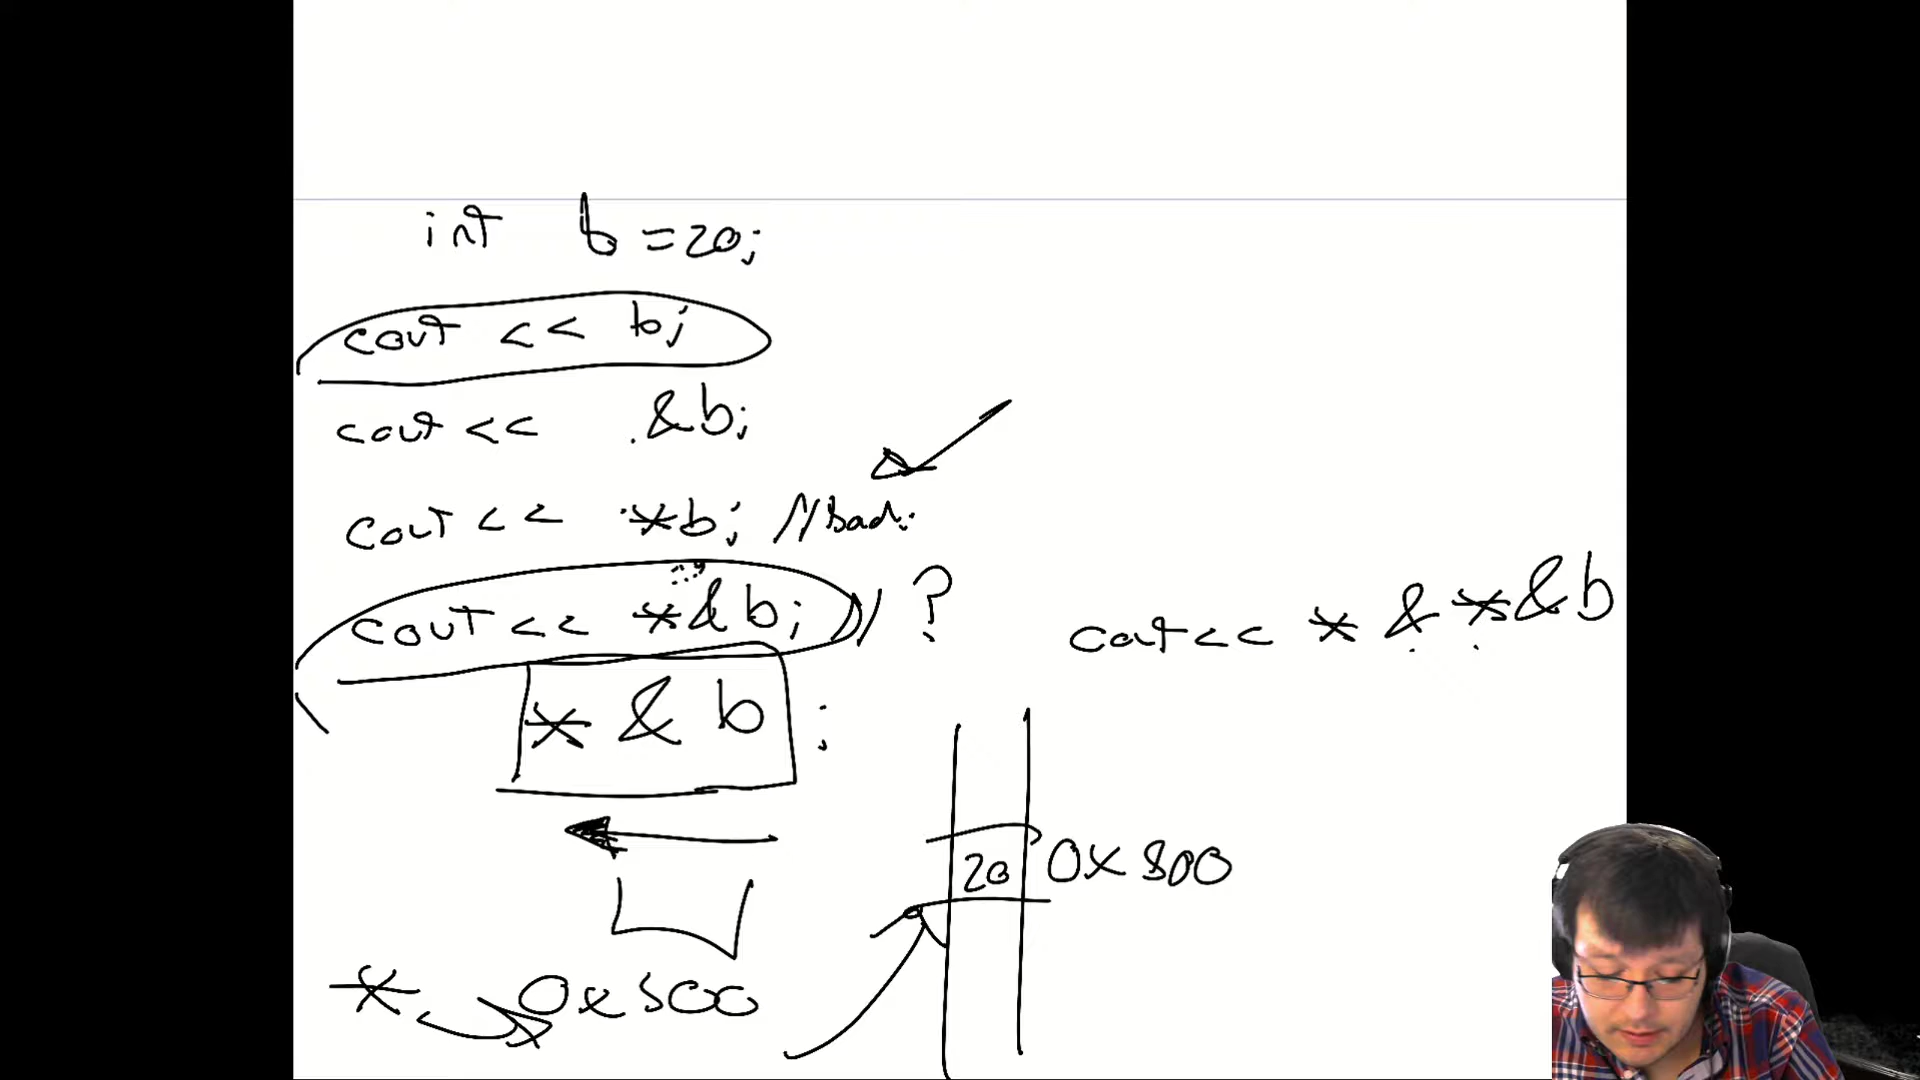 int b = 20;
cout << b;
cout << &b;
cout << *b; // bad.
cout << *&b; // ?
cout << * & * & b
* & b ;
20 0x800
* 0x800